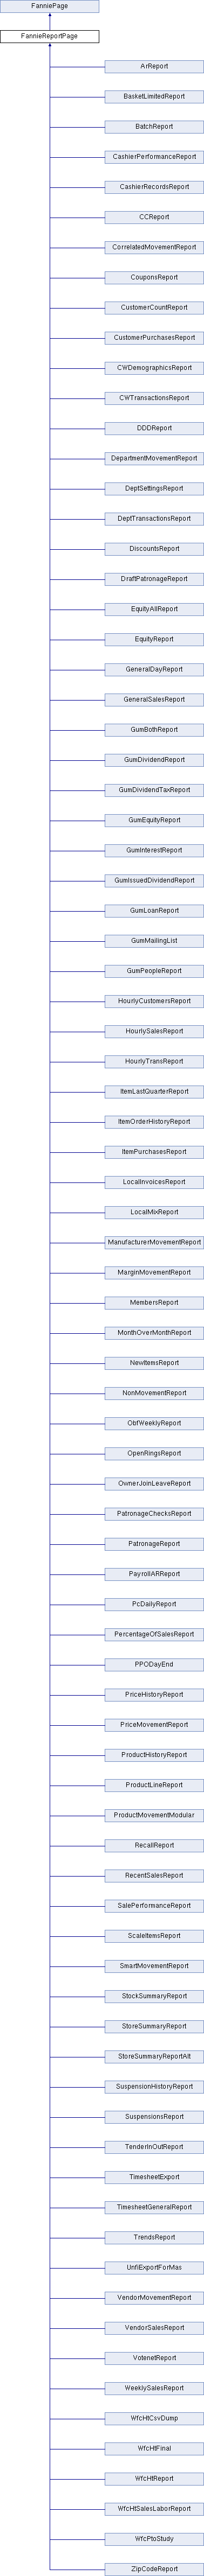 FanniePage
FannieReportPage
ArReport
BasketLimitedReport
BatchReport
CashierPerformanceReport
CashierRecordsReport
CCReport
CorrelatedMovementReport
CouponsReport
CustomerCountReport
CustomerPurchasesReport
CWDemographicsReport
CWTransactionsReport
DDDReport
DepartmentMovementReport
DeptSettingsReport
DeptTransactionsReport
DiscountsReport
DraftPatronageReport
EquityAllReport
EquityReport
GeneralDayReport
GeneralSalesReport
GumBothReport
GumDividendReport
GumDividendTaxReport
GumEquityReport
GumInterestReport
GumIssuedDividendReport
GumLoanReport
GumMailingList
GumPeopleReport
HourlyCustomersReport
HourlySalesReport
HourlyTransReport
ItemLastQuarterReport
ItemOrderHistoryReport
ItemPurchasesReport
LocalInvoicesReport
LocalMixReport
ManufacturerMovementReport
MarginMovementReport
MembersReport
MonthOverMonthReport
NewItemsReport
NonMovementReport
ObfWeeklyReport
OpenRingsReport
OwnerJoinLeaveReport
PatronageChecksReport
PatronageReport
PayrollARReport
PcDailyReport
PercentageOfSalesReport
PPODayEnd
PriceHistoryReport
PriceMovementReport
ProductHistoryReport
ProductLineReport
ProductMovementModular
RecallReport
RecentSalesReport
SalePerformanceReport
ScaleItemsReport
SmartMovementReport
StockSummaryReport
StoreSummaryReport
StoreSummaryReportAlt
SuspensionHistoryReport
SuspensionsReport
TenderInOutReport
TimesheetExport
TimesheetGeneralReport
TrendsReport
UnfiExportForMas
VendorMovementReport
VendorSalesReport
VotenetReport
WeeklySalesReport
WfcHtCsvDump
WfcHtFinal
WfcHtReport
WfcHtSalesLaborReport
WfcPtoStudy
ZipCodeReport